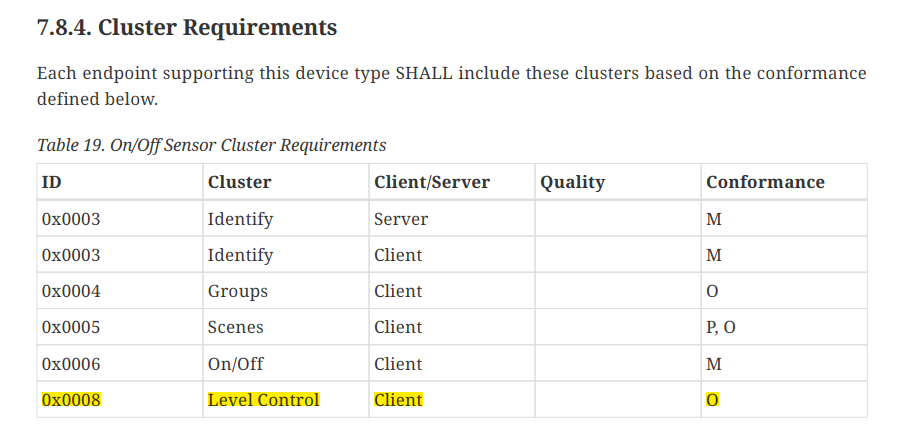 7.8.4. Cluster Requirements
Each endpoint supporting this device type SHALL include these clusters based on the conformance
defined below.
Table 19. On/Off Sensor Cluster Requirements
ID Cluster Client/Server Quality Conformance
0x0003 Identify Server M
0x0003 Identify Client M
0x0004 Groups Client O
0x0005 Scenes Client P, O
0x0006 On/Off Client M
0x0008 Level Control Client O